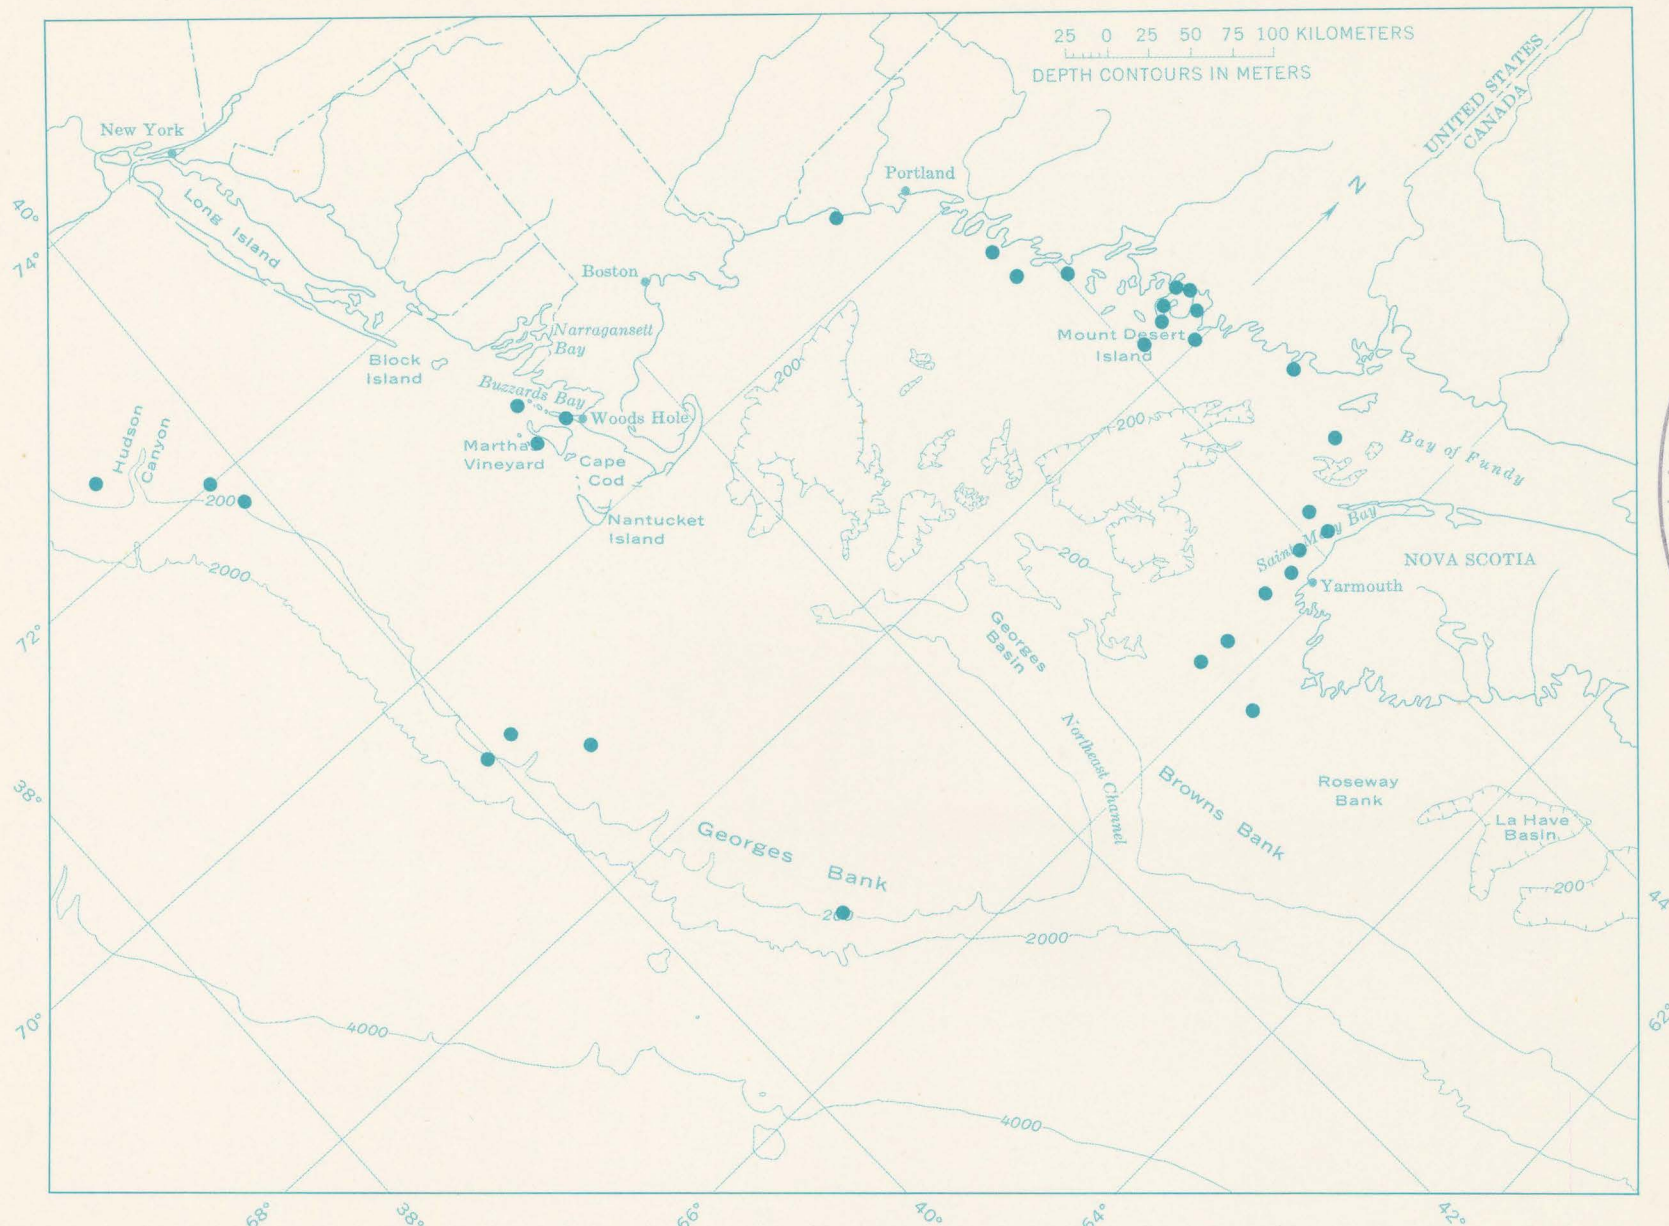 25 0 25 50 75 100 KILOMETERS
DEPTH CONTOURS IN METERS
UNITED STATES
CANADA
New York
Portland
N
40°
Long Island
74°
Boston
Narragansett
Bay
Mount Desert
Island
Block
Island
Buzzards Bay
200
Woods Hole
200
Hudson
Canyon
Marthas
Vineyard
Cape
Cod
Bay of Fundy
200
Nantucket
Island
Saint Mary Bay
200
NOVA SCOTIA
2000
Yarmouth
72°
Georges
Basin
Northeast Channel
38°
Browns Bank
Roseway
Bank
Georges Bank
La Have
Basin
200
200
44°
2000
70°
4000
62°
4000
68°
38°
66°
40°
64°
42°